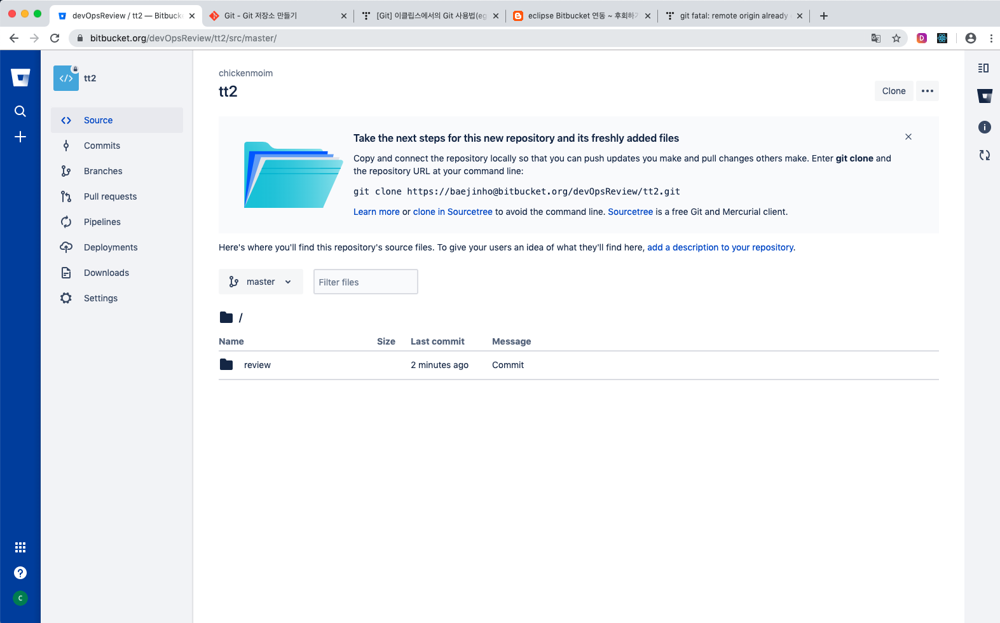 devOpsReview / tt2 — Bitbucke
Git - Git 저장소 만들기
[Git] 이클립스에서의 Git 사용법(eg
eclipse Bitbucket 연동 ~ 후회하기
git fatal: remote origin already
bitbucket.org/devOpsReview/tt2/src/master/
D
tt2
Source
Commits
Branches
Pull requests
Pipelines
Deployments
Downloads
Settings
C
chickenmoim
tt2
Clone
Take the next steps for this new repository and its freshly added files
Copy and connect the repository locally so that you can push updates you make and pull changes others make. Enter git clone and
the repository URL at your command line:
git clone https://baejinho@bitbucket.org/devOpsReview/tt2.git
Learn more or clone in Sourcetree to avoid the command line. Sourcetree is a free Git and Mercurial client.
Here's where you'll find this repository's source files. To give your users an idea of what they'll find here, add a description to your repository.
master
Filter files
/
Name Size Last commit Message
review 2 minutes ago Commit